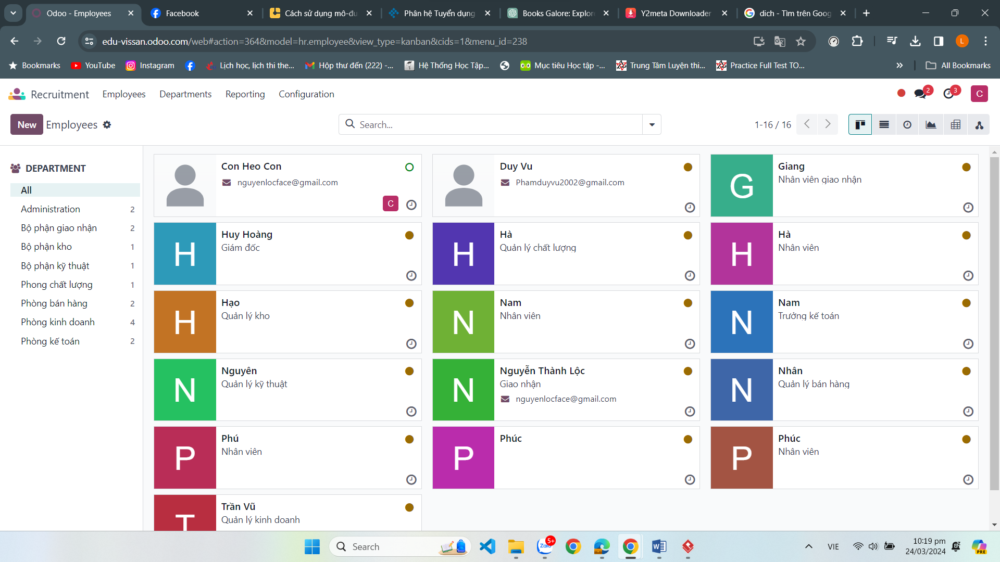 Odoo - Employees
Facebook
Cách sử dụng mô-đu
Phân hệ Tuyển dụng
Books Galore: Explor
Y2meta Downloader
dich - Tìm trên Goog
edu-vissan.odoo.com/web#action=364&model=hr.employee&view_type=kanban&cids=1&menu_id=238
L
Bookmarks
YouTube
Instagram
Lịch học, lịch thi the...
Hộp thư đến (222) -...
Hệ Thống Học Tập...
Mục tiêu Học tập -...
Trung Tâm Luyện thi...
Practice Full Test TO...
All Bookmarks
Recruitment
Employees
Departments
Reporting
Configuration
2
3
C
New
Employees
Search...
1-16 / 16
DEPARTMENT
All
Administration 2
Bộ phận giao nhận 2
Bộ phận kho 1
Bộ phận kỹ thuật 1
Phong chất lượng 1
Phòng bán hàng 2
Phòng kinh doanh 4
Phòng kế toán 2
Con Heo Con
nguyenlocface@gmail.com
C
Duy Vu
Phamduyvu2002@gmail.com
G
Giang
Nhân viên giao nhận
H
Huy Hoàng
Giám đốc
H
Hà
Quản lý chất lượng
H
Hà
Nhân viên
H
Hạo
Quản lý kho
N
Nam
Nhân viên
N
Nam
Trưởng kế toán
N
Nguyên
Quản lý kỹ thuật
N
Nguyễn Thành Lộc
Giao nhận
nguyenlocface@gmail.com
N
Nhân
Quản lý bán hàng
P
Phú
Nhân viên
P
Phúc
P
Phúc
Nhân viên
T
Trần Vũ
Quản lý kinh doanh
Search
Zalo
5+
W
VIE
10:19 pm
24/03/2024
PRE